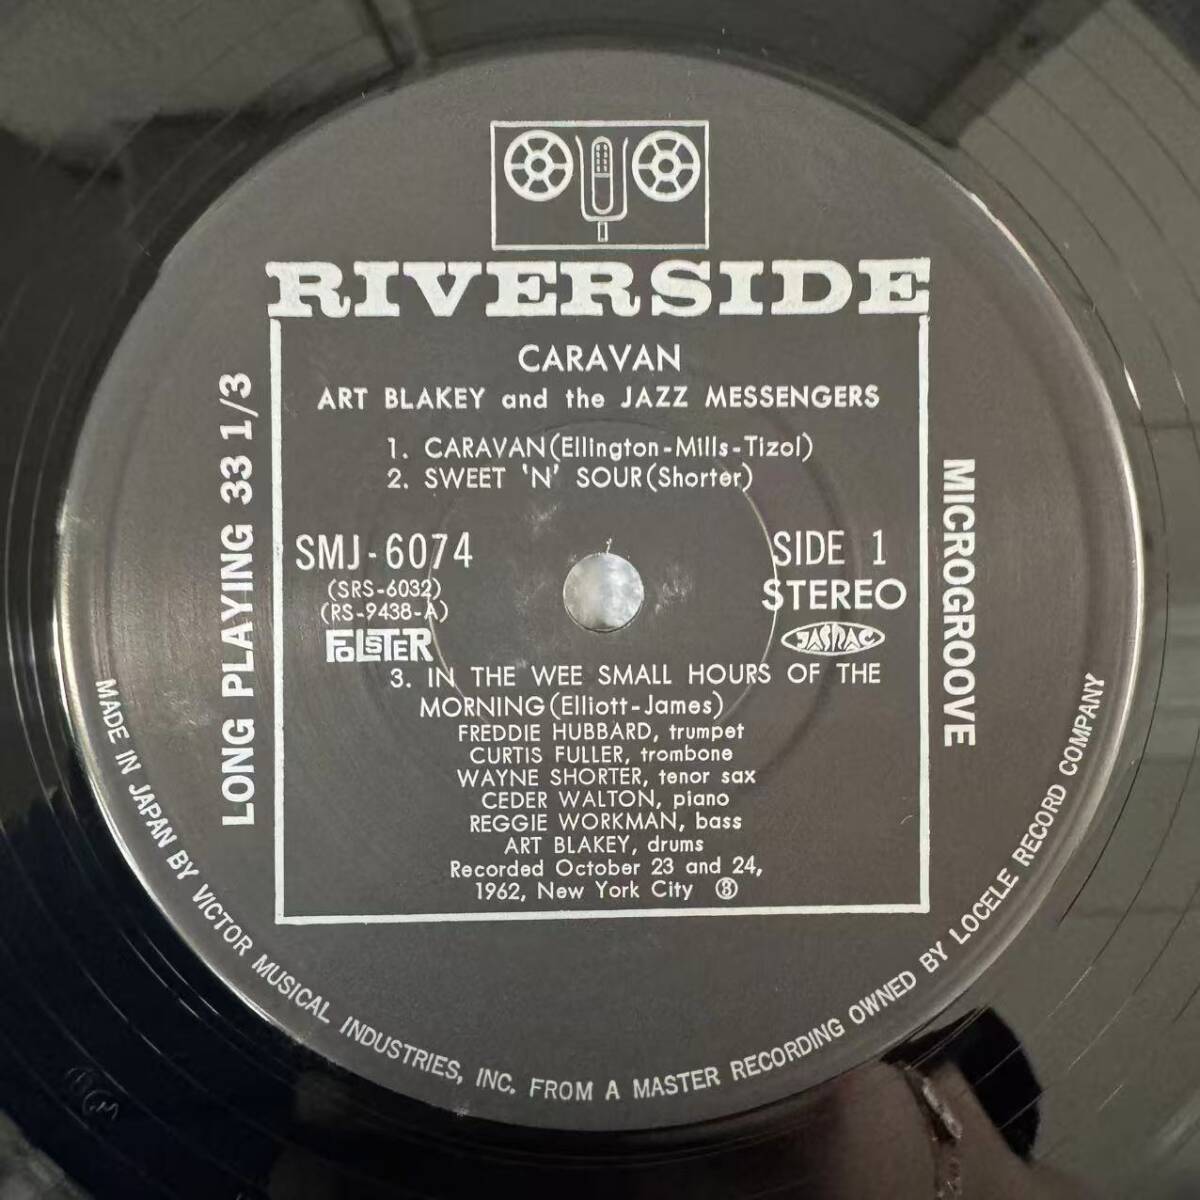 RIVERSIDE
CARAVAN
ART BLAKEY and the JAZZ MESSENGERS
1. CARAVAN(Ellington-Mills-Tizol)
2. SWEET 'N' SOUR(Shorter)
SMJ-6074
(SRS-6032)
(RS-9438-A)
FOLSTER
SIDE 1
STEREO
JASRAC
3. IN THE WEE SMALL HOURS OF THE
MORNING(Elliott-James)
FREDDIE HUBBARD, trumpet
CURTIS FULLER, trombone
WAYNE SHORTER, tenor sax
CEDER WALTON, piano
REGGIE WORKMAN, bass
ART BLAKEY, drums
Recorded October 23 and 24,
1962, New York City
LONG PLAYING 33 1/3
MICROGROOVE
MADE IN JAPAN BY VICTOR MUSICAL INDUSTRIES, INC. FROM A MASTER RECORDING OWNED BY LOCELE RECORD COMPANY